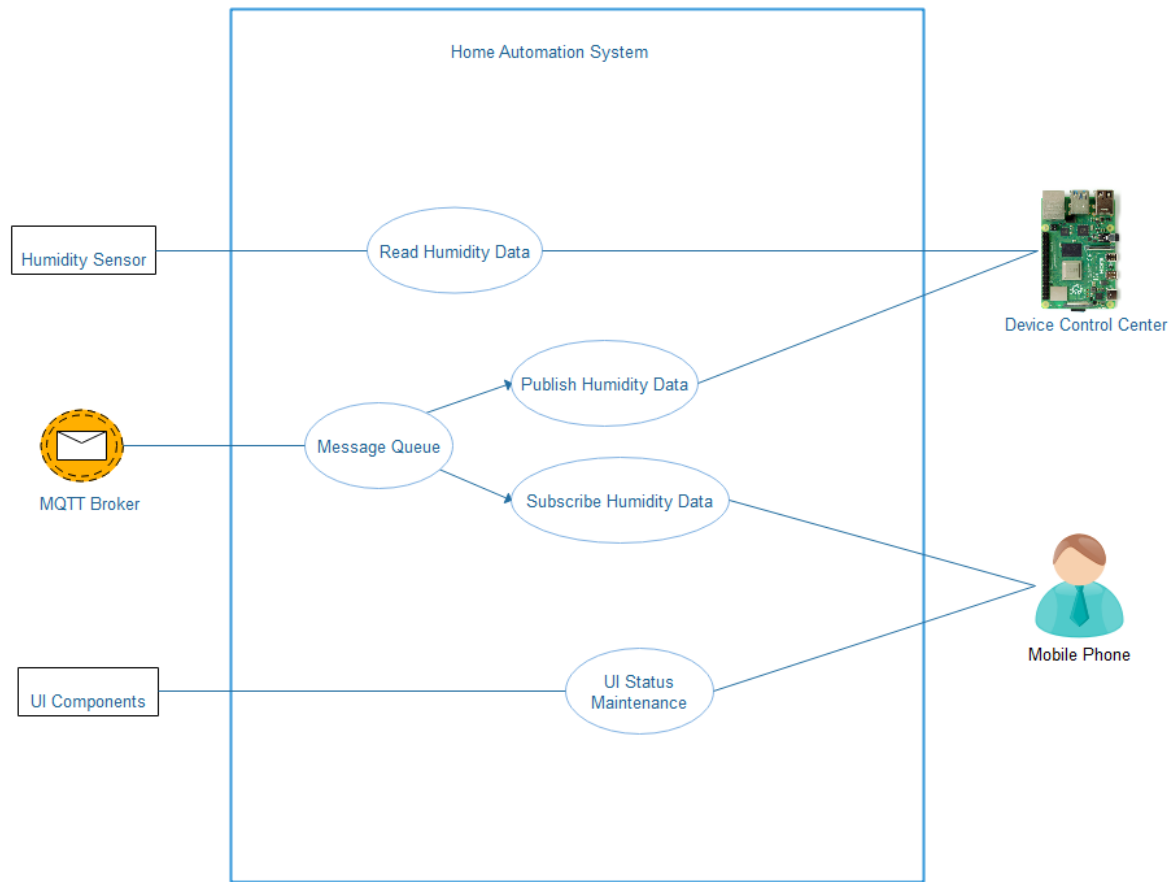 Home Automation System
Humidity Sensor
Read Humidity Data
Device Control Center
Publish Humidity Data
Message Queue
MQTT Broker
Subscribe Humidity Data
Mobile Phone
UI Components
UI Status
Maintenance